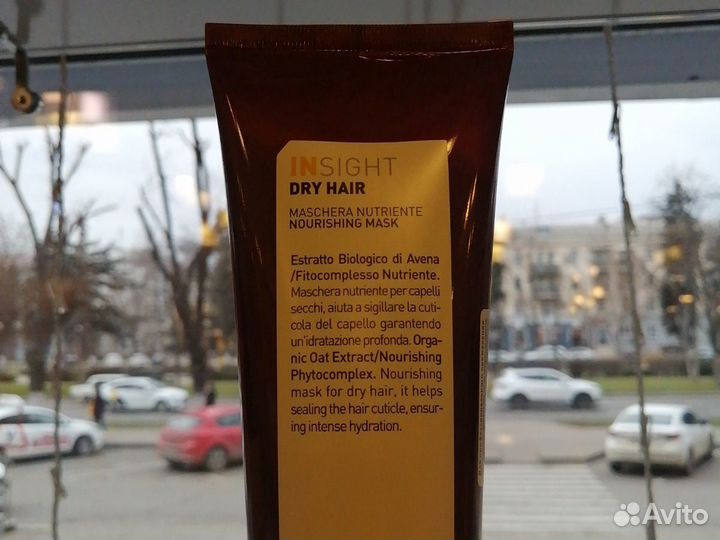 INSIGHT
DRY HAIR
MASCHERA NUTRIENTE
NOURISHING MASK
Estratto Biologico di Avena
/Fitocomplesso Nutriente.
Maschera nutriente per capelli
secchi, aiuta a sigillare la cuti-
cola del capello garantendo
un'idratazione profonda. Orga-
nic Oat Extract/Nourishing
Phytocomplex. Nourishing
mask for dry hair, it helps
sealing the hair cuticle, ensur-
ing intense hydration.
Avito